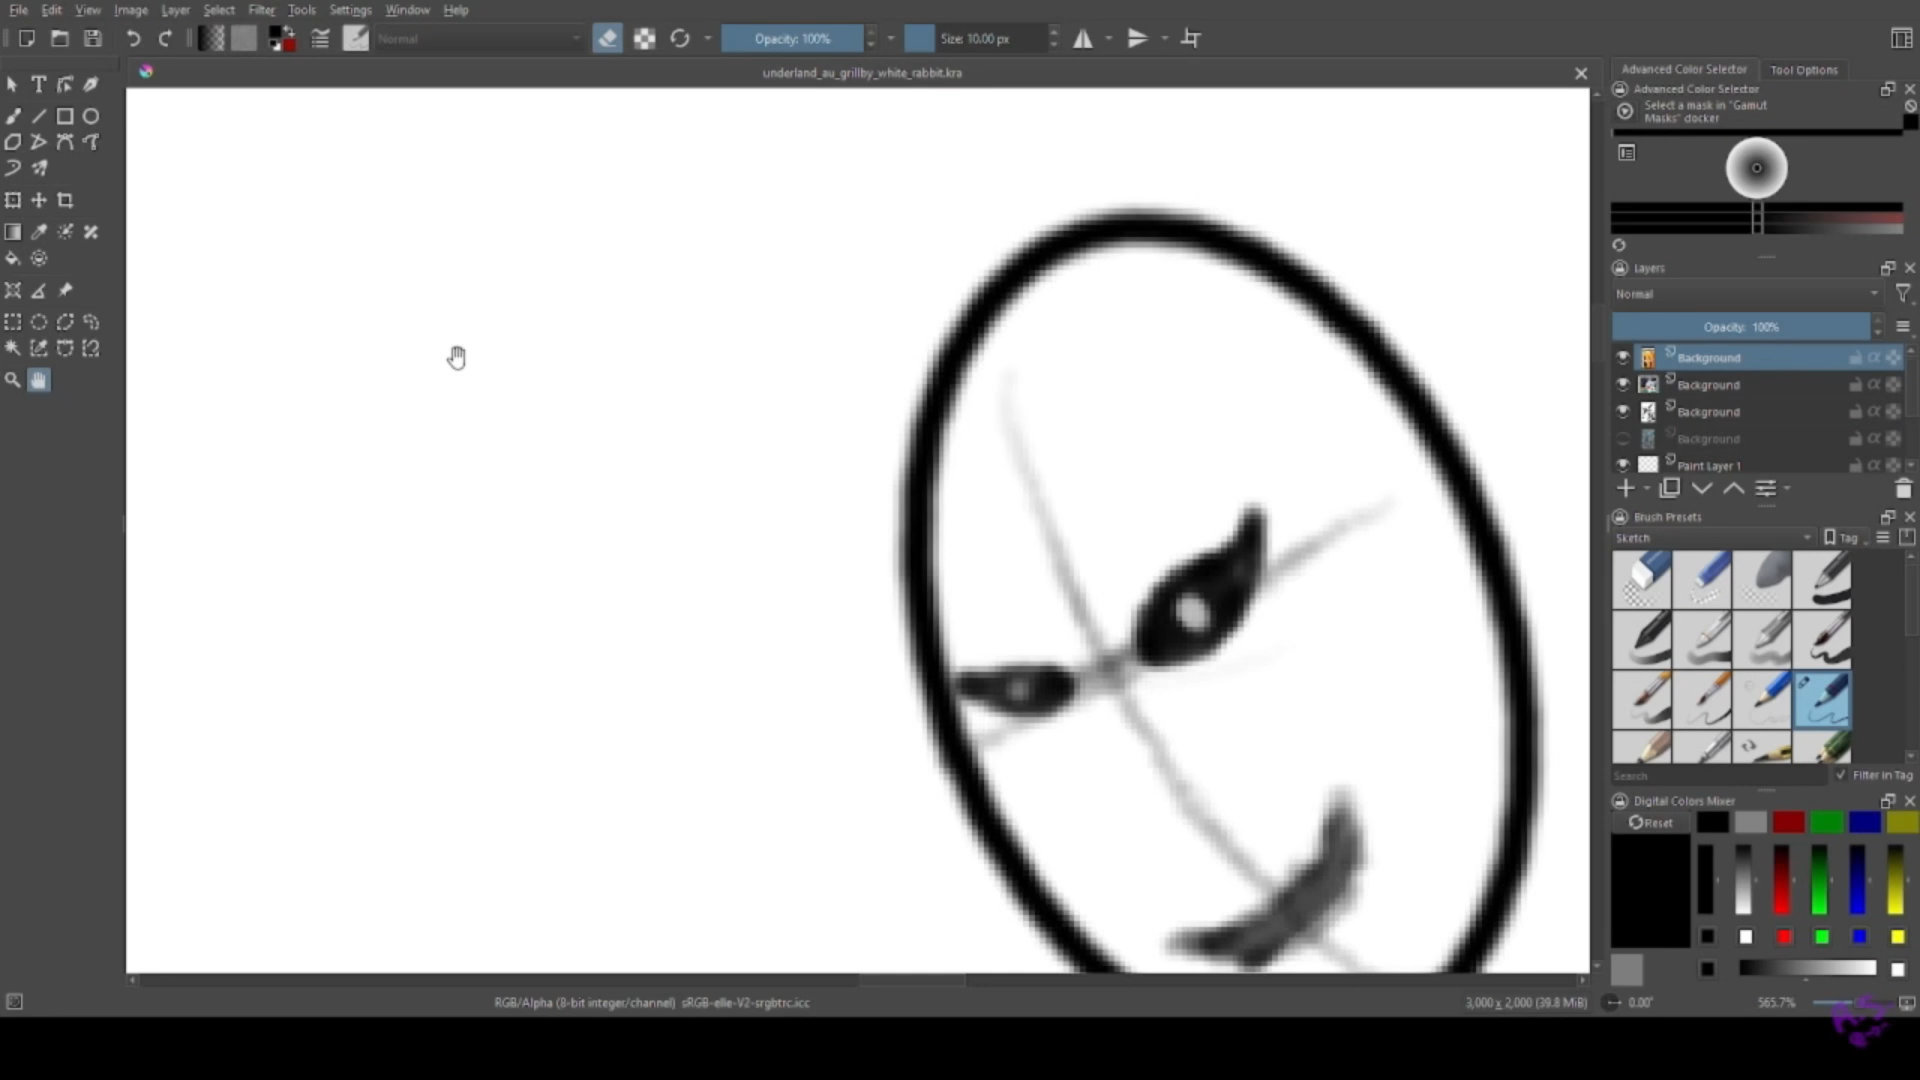 File Edit View Image Layer Select Filter Tools Settings Window Help
Normal
Opacity: 100%
Size: 10.00 px
underland_au_grillby_white_rabbit.kra
Advanced Color Selector
Tool Options
Advanced Color Selector
Select a mask in "Gamut
Masks" docker
Layers
Normal
Opacity: 100%
Background
Background
Background
Background
Paint Layer 1
Brush Presets
Sketch
Tag
Search
Filter in Tag
Digital Colors Mixer
Reset
RGB/Alpha (8-bit integer/channel) sRGB-elle-V2-srgbtrc.icc
3,000 x 2,000 (39.8 MiB)
0.00°
565.7%